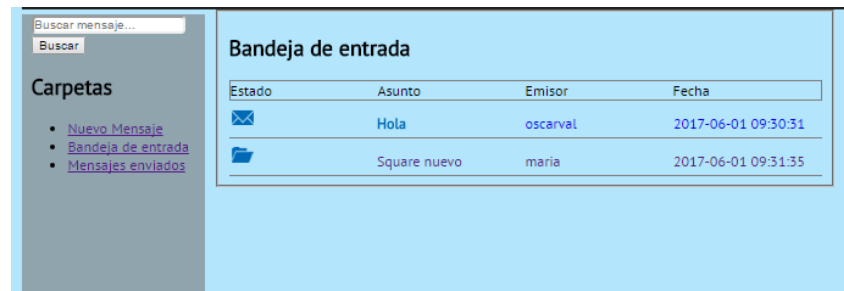 Buscar mensaje...
Buscar
Carpetas
Nuevo Mensaje
Bandeja de entrada
Mensajes enviados
Bandeja de entrada
Estado Asunto Emisor Fecha
Hola oscarval 2017-06-01 09:30:31
Square nuevo maria 2017-06-01 09:31:35